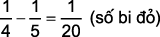 1/4 − 1/5 = 1/20 (số bi đỏ)